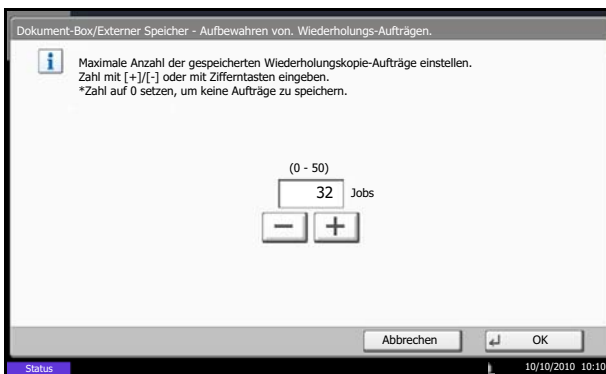 Dokument-Box/Externer Speicher - Aufbewahren von. Wiederholungs-Aufträgen.
Maximale Anzahl der gespeicherten Wiederholungskopie-Aufträge einstellen.
Zahl mit [+]/[-] oder mit Zifferntasten eingeben.
*Zahl auf 0 setzen, um keine Aufträge zu speichern.
(0 - 50)
32 Jobs
Abbrechen OK
Status 10/10/2010 10:10